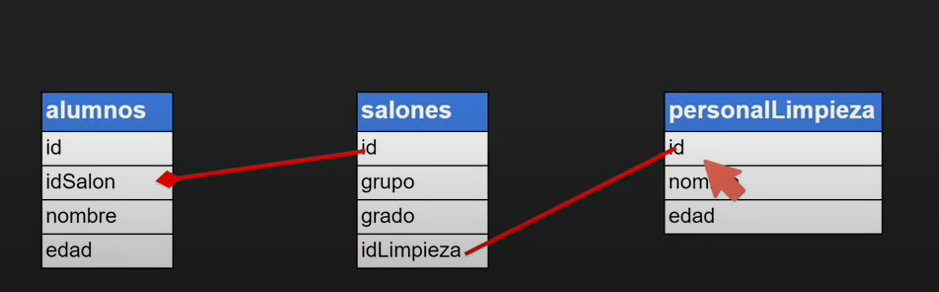 alumnos
id
idSalon
nombre
edad
salones
id
grupo
grado
idLimpieza
personalLimpieza
id
edad